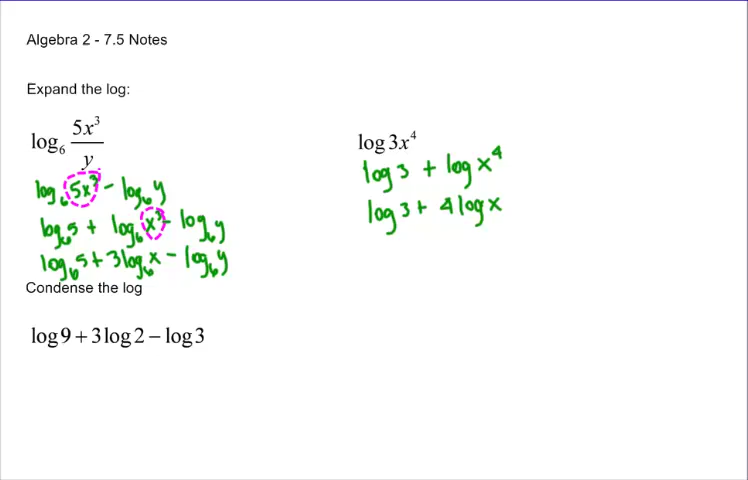 Algebra 2 - 7.5 Notes
Expand the log:
log₆ 5x³/y
log₆ 5x³ - log₆ y
log₆ 5 + log₆ x³ - log₆ y
log₆ 5 + 3 log₆ x - log₆ y
log 3x⁴
log 3 + log x⁴
log 3 + 4 log x
Condense the log
log 9 + 3 log 2 − log 3